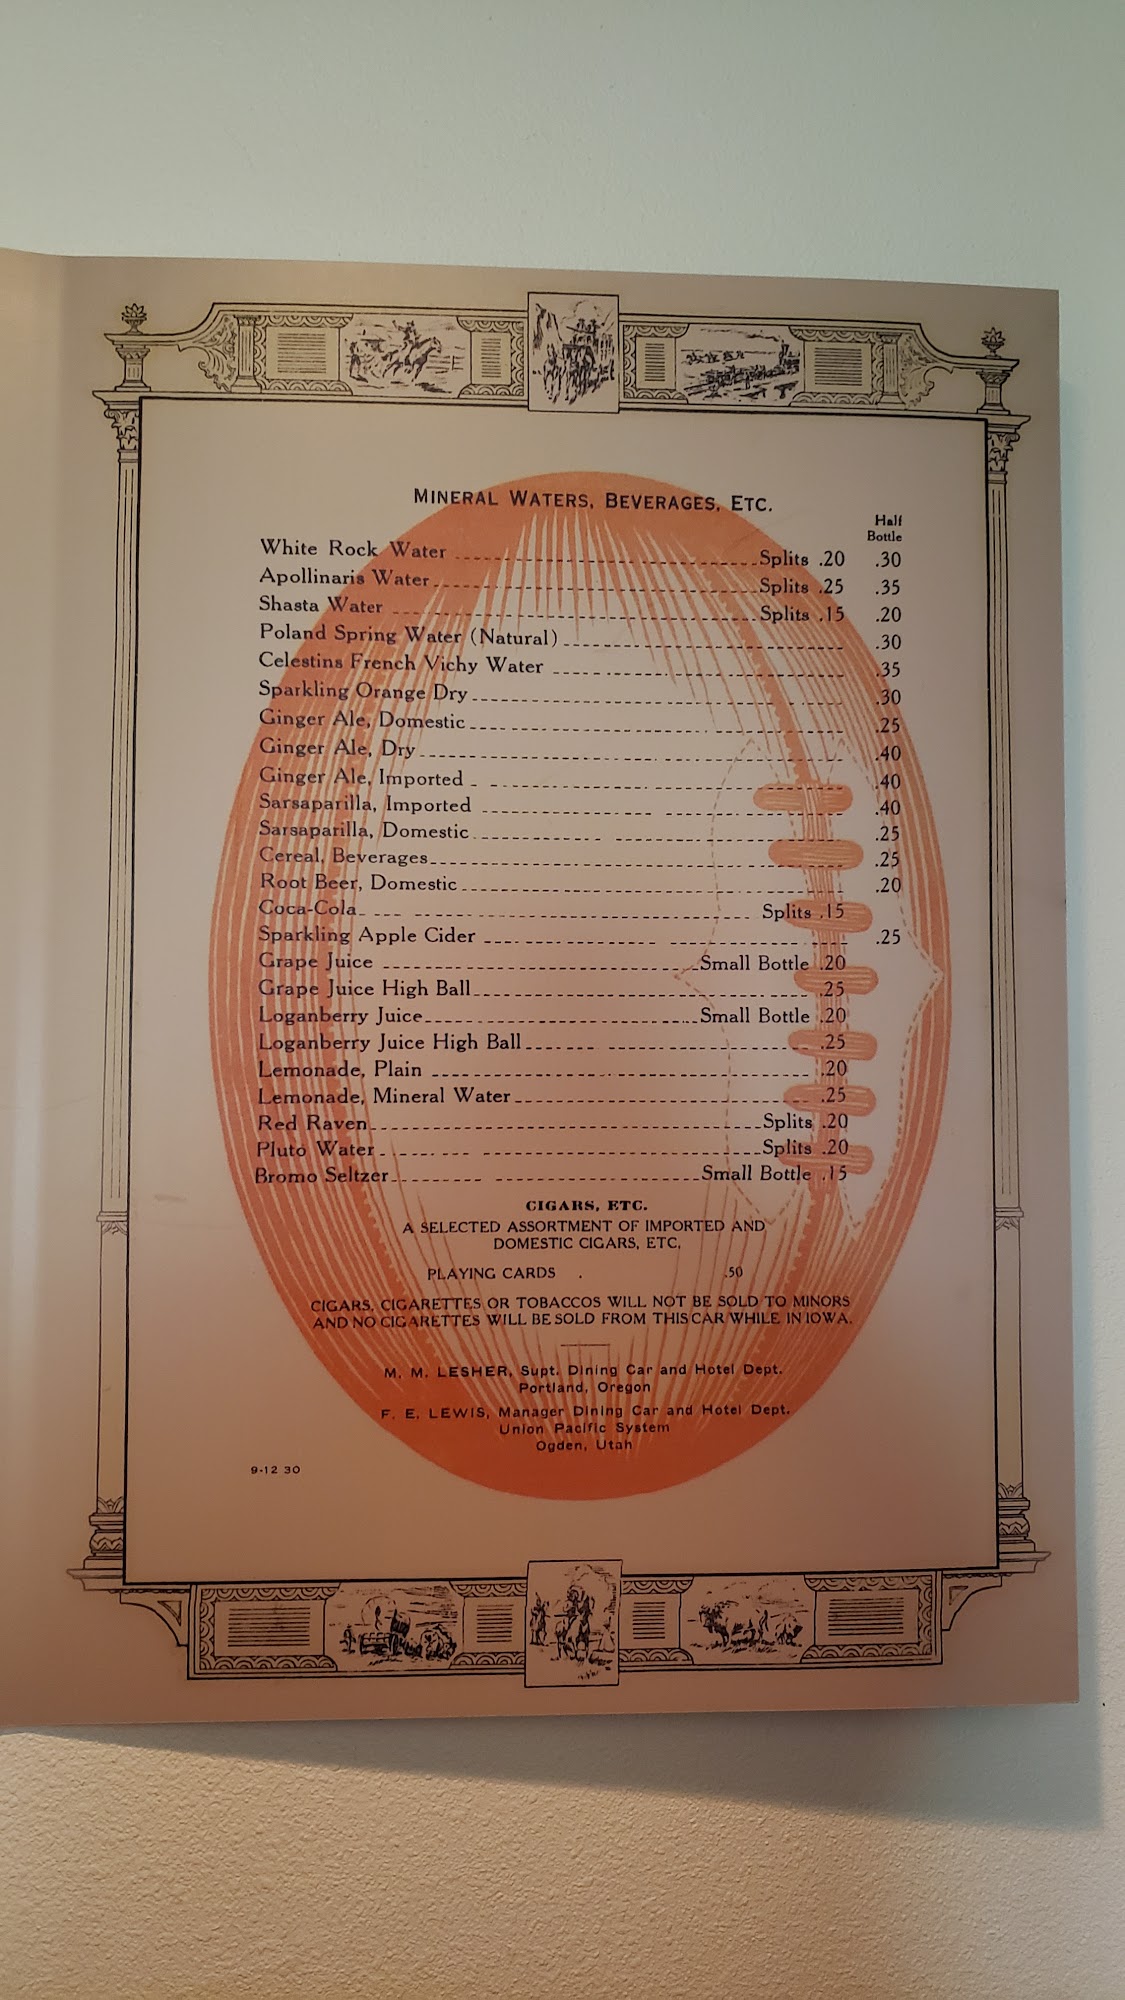 MINERAL WATERS, BEVERAGES, ETC.
Half
Bottle
White Rock Water Splits .20 .30
Apollinaris Water Splits .25 .35
Shasta Water Splits .15 .20
Poland Spring Water (Natural) .30
Celestins French Vichy Water .35
Sparkling Orange Dry .30
Ginger Ale, Domestic .25
Ginger Ale, Dry .40
Ginger Ale, Imported .40
Sarsaparilla, Imported .40
Sarsaparilla, Domestic .25
Cereal, Beverages .25
Root Beer, Domestic .20
Coca-Cola Splits .15
Sparkling Apple Cider .25
Grape Juice Small Bottle .20
Grape Juice High Ball .25
Loganberry Juice Small Bottle .20
Loganberry Juice High Ball .25
Lemonade, Plain .20
Lemonade, Mineral Water .25
Red Raven Splits .20
Pluto Water Splits .20
Bromo Seltzer Small Bottle .15
CIGARS, ETC.
A SELECTED ASSORTMENT OF IMPORTED AND
DOMESTIC CIGARS, ETC.
PLAYING CARDS . .50
CIGARS, CIGARETTES OR TOBACCOS WILL NOT BE SOLD TO MINORS
AND NO CIGARETTES WILL BE SOLD FROM THIS CAR WHILE IN IOWA.
M. M. LESHER, Supt. Dining Car and Hotel Dept.
Portland, Oregon
F. E. LEWIS, Manager Dining Car and Hotel Dept.
Union Pacific System
Ogden, Utah
9-12 30